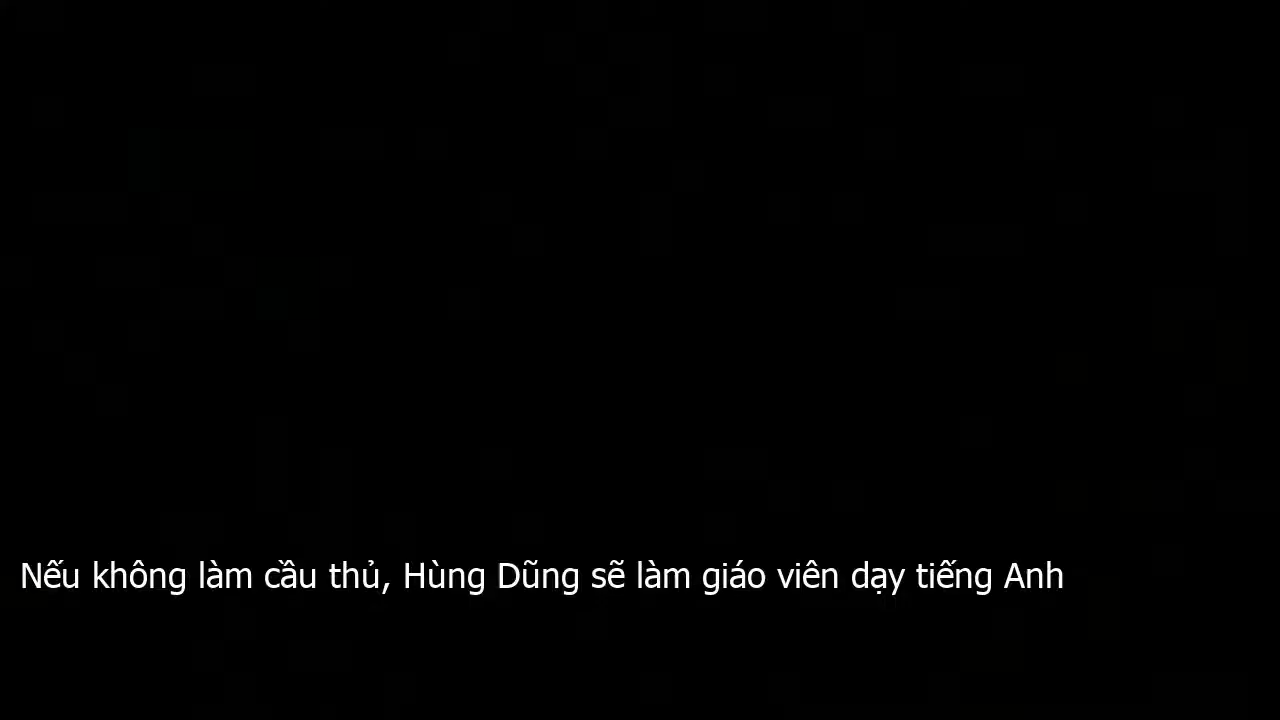 Nếu không làm cầu thủ, Hùng Dũng sẽ làm giáo viên dạy tiếng Anh